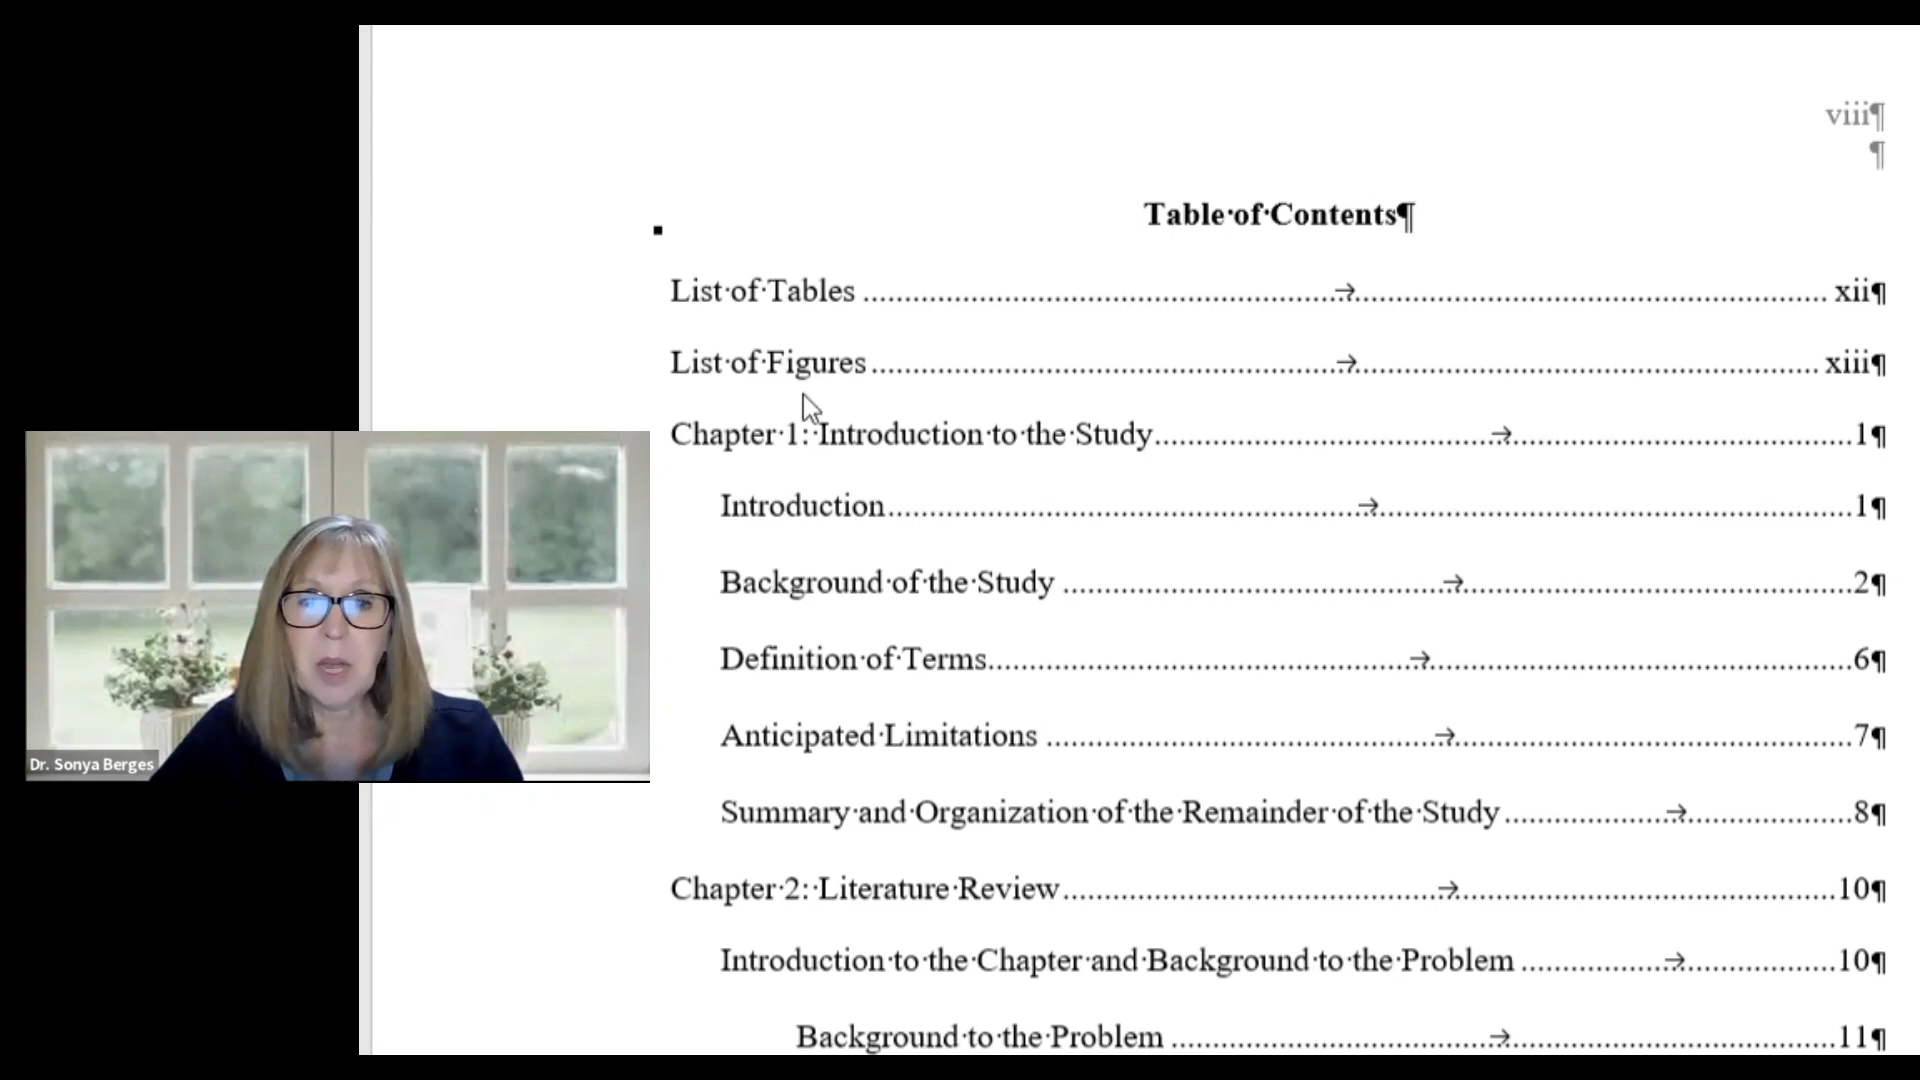 viii¶
¶
Table·of·Contents¶
List·of·Tables ........................→........................ xii¶
List·of·Figures ........................→........................ xiii¶
Chapter·1:·Introduction·to·the·Study........................→........................1¶
Introduction........................→........................1¶
Background·of·the·Study ........................→........................2¶
Definition·of·Terms........................→........................6¶
Anticipated·Limitations ........................→........................7¶
Summary·and·Organization·of·the·Remainder·of·the·Study ........................→........................8¶
Chapter·2:·Literature·Review........................→........................10¶
Introduction·to·the·Chapter·and·Background·to·the·Problem ........................→........................10¶
Background·to·the·Problem ........................→........................11¶
Dr. Sonya Berges